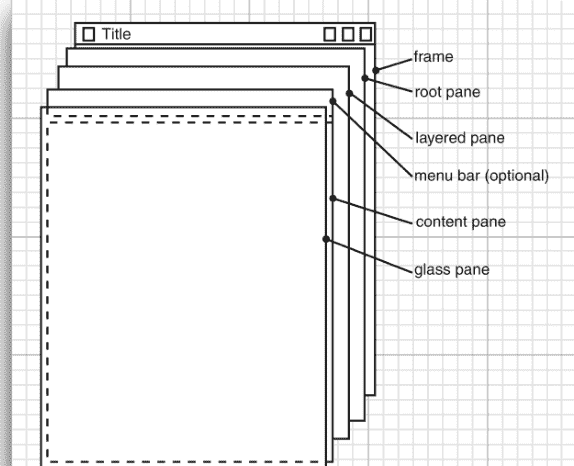 Title
frame
root pane
layered pane
menu bar (optional)
content pane
glass pane